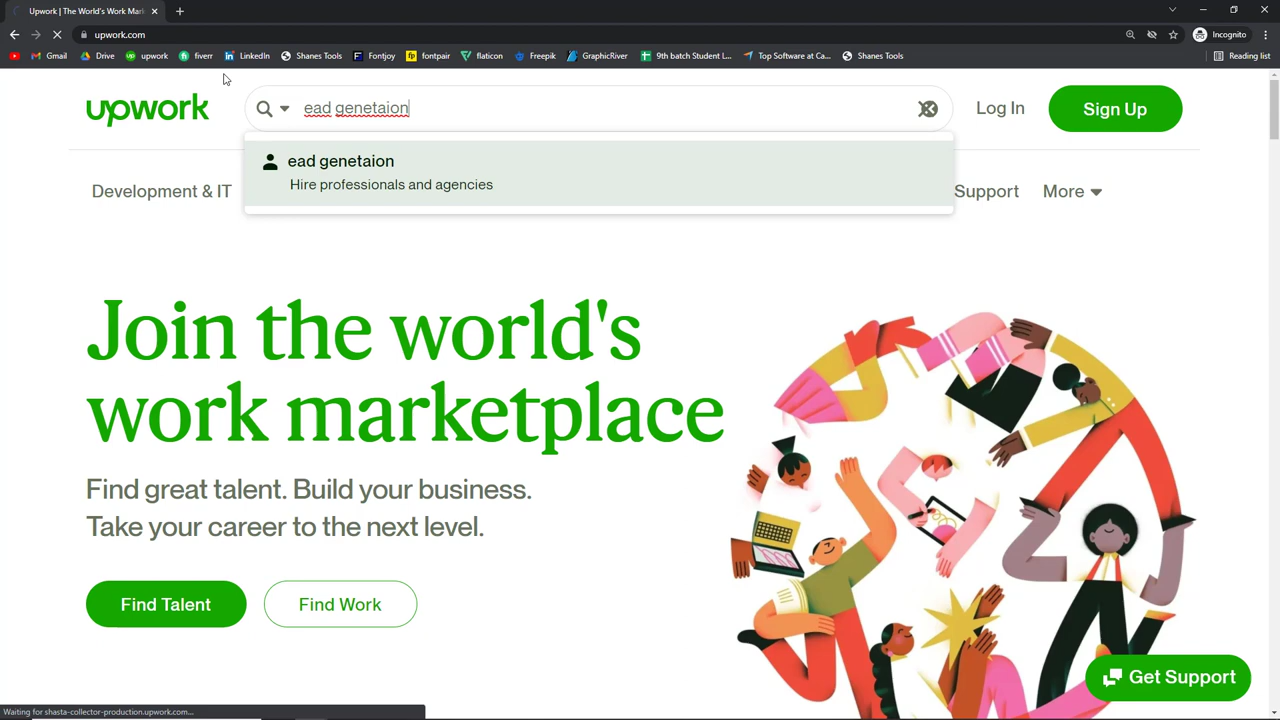 Upwork | The World's Work Mark
upwork.com
Incognito
Gmail
Drive
upwork
fiverr
LinkedIn
Shanes Tools
Fontjoy
fontpair
flaticon
Freepik
GraphicRiver
9th batch Student L...
Top Software at Ca...
Shanes Tools
Reading list
upwork
ead genetaion
Log In
Sign Up
ead genetaion
Hire professionals and agencies
Development & IT
Support
More
Join the world's
work marketplace
Find great talent. Build your business.
Take your career to the next level.
Find Talent
Find Work
Get Support
Waiting for shasta-collector-production.upwork.com...